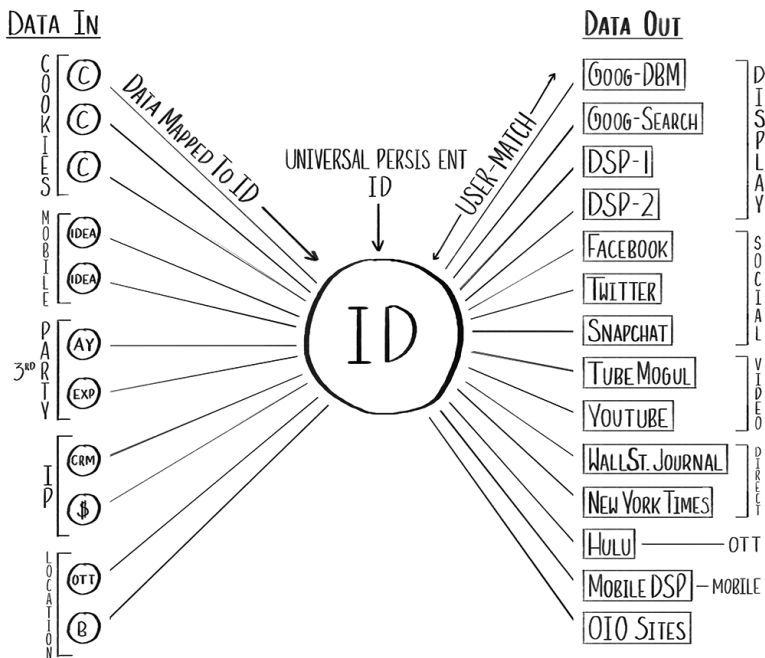 DATA IN
COOKIES
C
C
C
MOBILE
IDEA
IDEA
3RD PARTY
AY
EXP
IP
CRM
$
LOCATION
OTT
B
DATA MAPPED TO ID
UNIVERSAL PERSIS ENT
ID
ID
USER-MATCH
DATA OUT
GOOG-DBM
GOOG-SEARCH
DSP-1
DSP-2
DISPLAY
FACEBOOK
TWITTER
SNAPCHAT
SOCIAL
TUBEMOGUL
YOUTUBE
VIDEO
WALLST. JOURNAL
NEW YORK TIMES
DIRECT
HULU
OTT
MOBILE DSP
MOBILE
OIO SITES